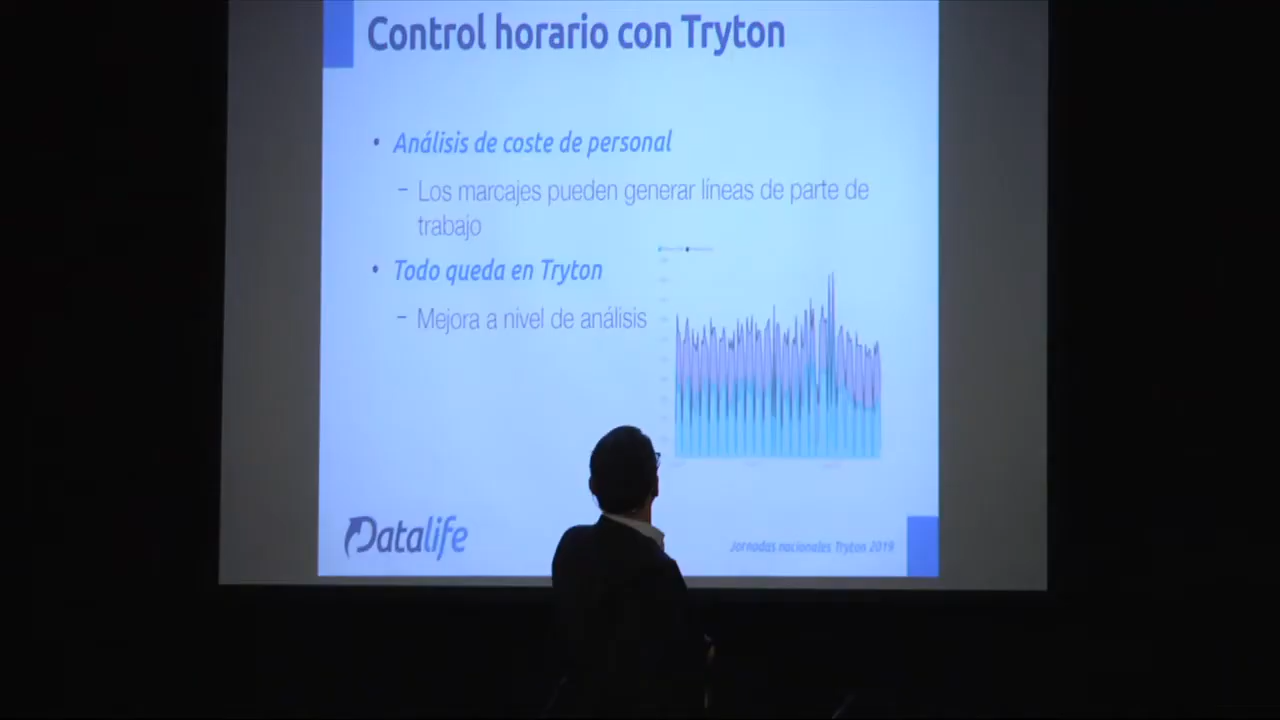 Control horario con Tryton
• Análisis de coste de personal
– Los marcajes pueden generar líneas de parte de
trabajo
• Todo queda en Tryton
– Mejora a nivel de análisis
Datalife
Jornadas nacionales Tryton 2019